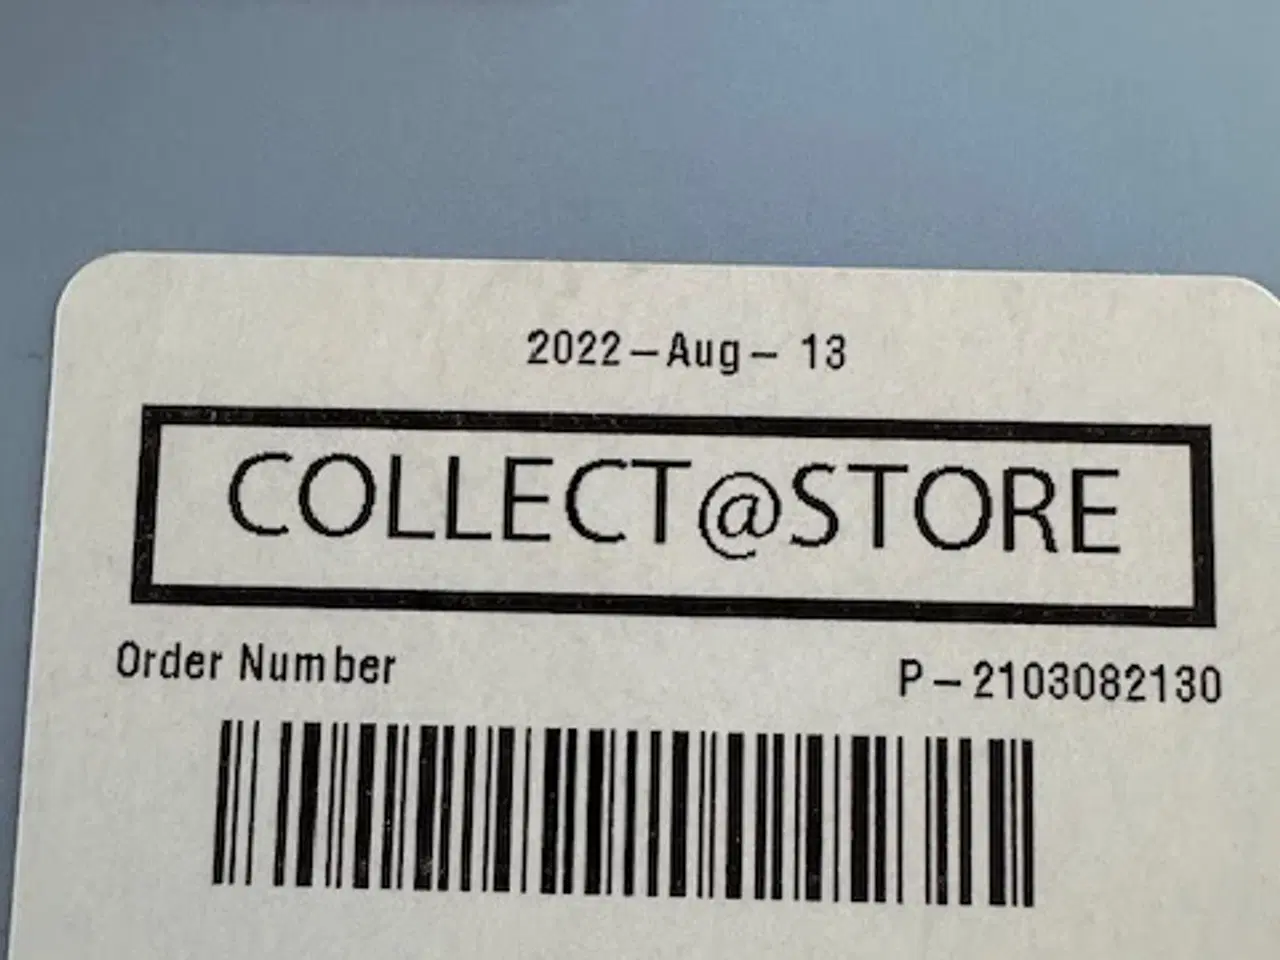 2022-Aug- 13
COLLECT@STORE
Order Number P-2103082130